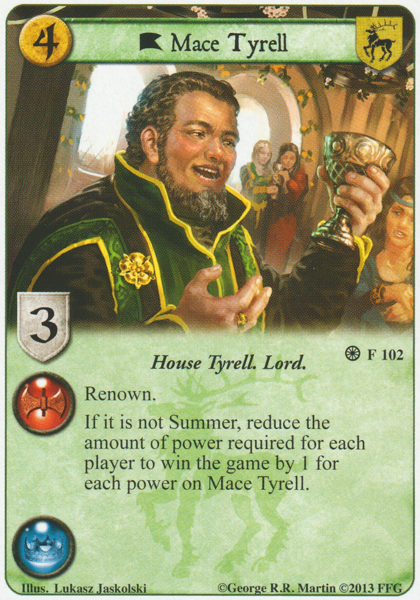 4
Mace Tyrell
3
House Tyrell. Lord.
F 102
Renown.
If it is not Summer, reduce the
amount of power required for each
player to win the game by 1 for
each power on Mace Tyrell.
Illus. Lukasz Jaskolski
©George R.R. Martin ©2013 FFG